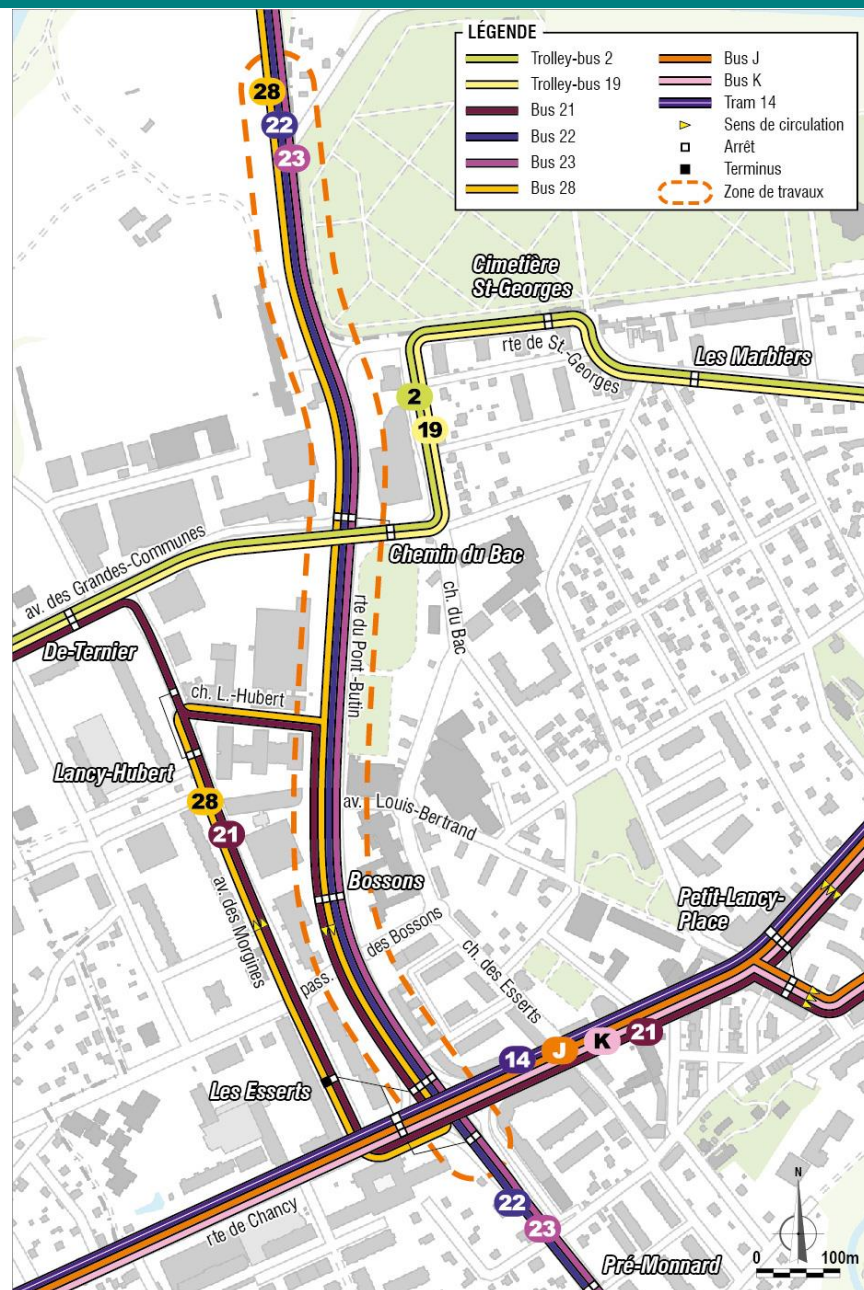 LÉGENDE
Trolley-bus 2
Trolley-bus 19
Bus 21
Bus 22
Bus 23
Bus 28
Bus J
Bus K
Tram 14
Sens de circulation
Arrêt
Terminus
Zone de travaux
28
22
23
Cimetière
St-Georges
rte de St.-Georges
Les Marbiers
2
19
Chemin du Bac
av. des Grandes-Communes
De-Ternier
ch. du Bac
rte du Pont-Butin
ch. L.-Hubert
Lancy-Hubert
28
21
av. Louis-Bertrand
Bossons
Petit-Lancy-
Place
av. des Morgines
pass. des Bossons
ch. des Esserts
14
J
K
21
Les Esserts
rte de Chancy
22
23
Pré-Monnard
N
0 100m